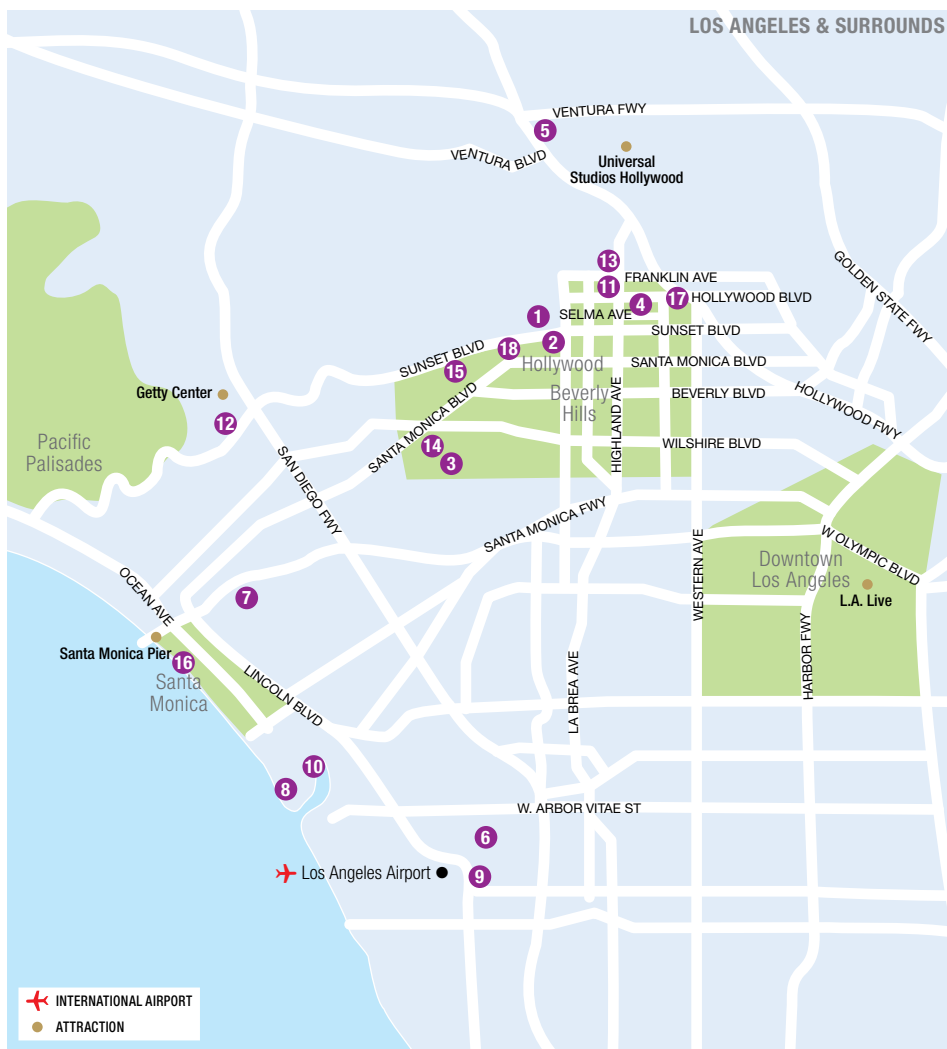 LOS ANGELES & SURROUNDS
VENTURA FWY
5
VENTURA BLVD
Universal
Studios Hollywood
13
FRANKLIN AVE
11
4
17
HOLLYWOOD BLVD
GOLDEN STATE FWY
1
SELMA AVE
SUNSET BLVD
2
18
SUNSET BLVD
Hollywood
SANTA MONICA BLVD
15
Beverly
Hills
BEVERLY BLVD
HOLLYWOOD FWY
Getty Center
12
SANTA MONICA BLVD
HIGHLAND AVE
Pacific
Palisades
14
3
WILSHIRE BLVD
SAN DIEGO FWY
SANTA MONICA FWY
W OLYMPIC BLVD
Downtown
Los Angeles
L.A. Live
WESTERN AVE
OCEAN AVE
7
Santa Monica Pier
16
Santa
Monica
LINCOLN BLVD
LA BREA AVE
HARBOR FWY
10
8
W. ARBOR VITAE ST
6
Los Angeles Airport
9
INTERNATIONAL AIRPORT
ATTRACTION